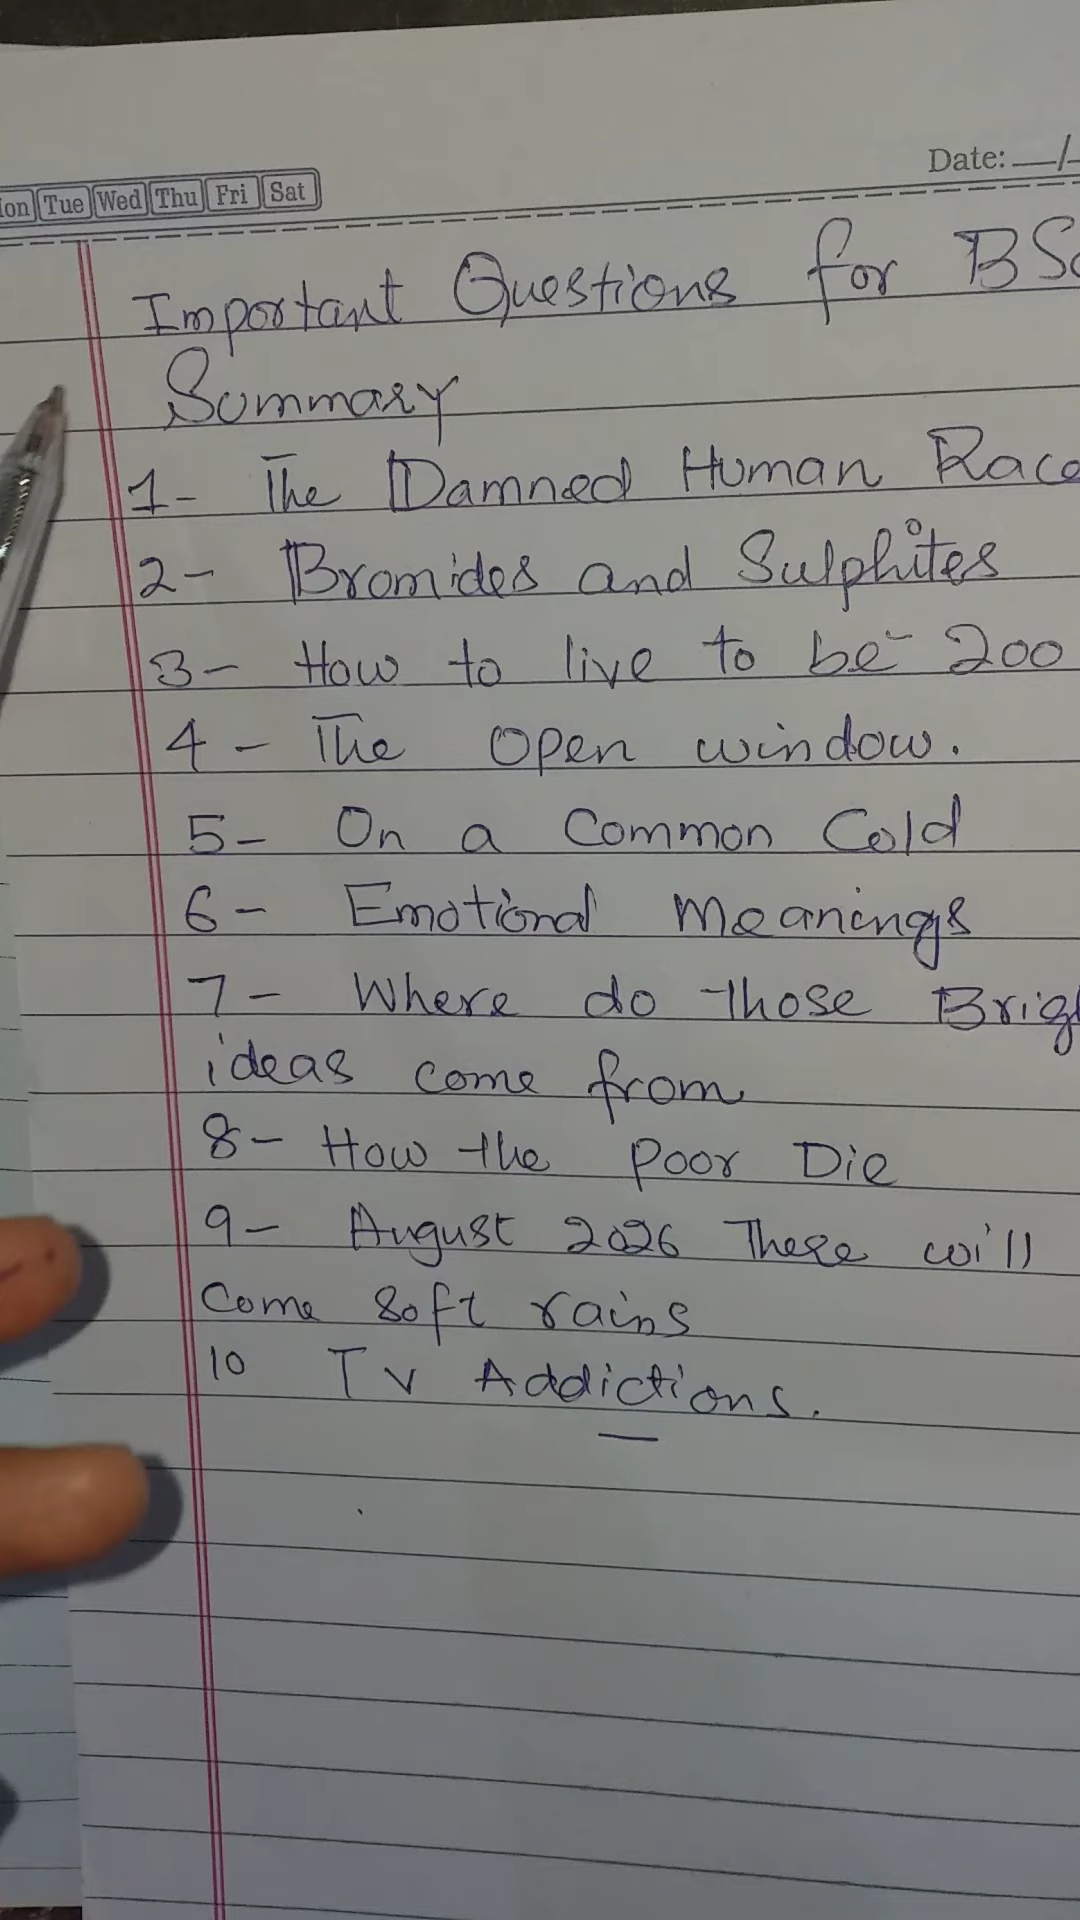 Mon Tue Wed Thu Fri Sat
Date: __/
Important Questions for BSc
Summary
1- The Damned Human Race
2- Bromides and Sulphites
3- How to live to be 200
4- The Open window.
5- On a Common Cold
6- Emotional Meanings
7- Where do those Brig
ideas come from
8- How the Poor Die
9- August 2026 There will
Come soft rains
10 Tv Addictions.